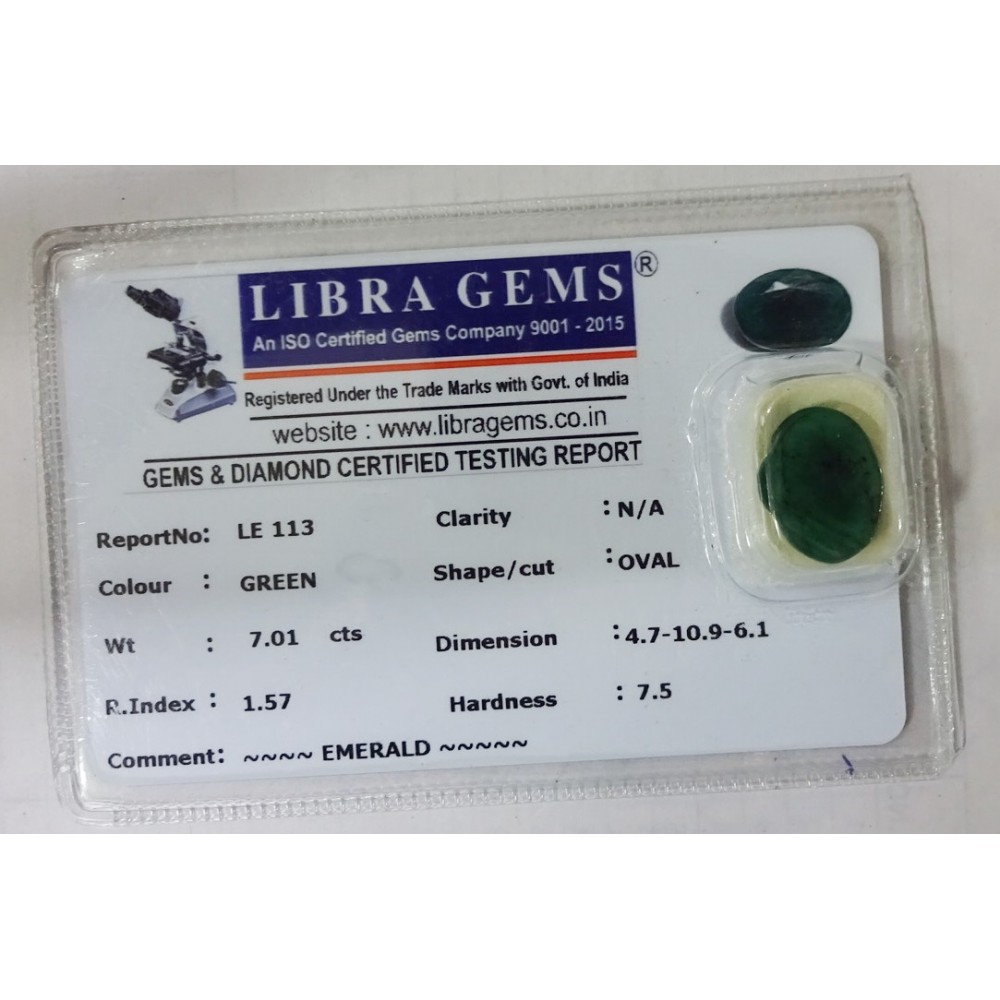 LIBRA GEMS ®
An ISO Certified Gems Company 9001 - 2015
Registered Under the Trade Marks with Govt. of India
website : www.libragems.co.in
GEMS & DIAMOND CERTIFIED TESTING REPORT
ReportNo: LE 113 Clarity : N/A
Colour : GREEN Shape/cut : OVAL
Wt : 7.01 cts Dimension : 4.7-10.9-6.1
R.Index : 1.57 Hardness : 7.5
Comment: ~~~~ EMERALD ~~~~~